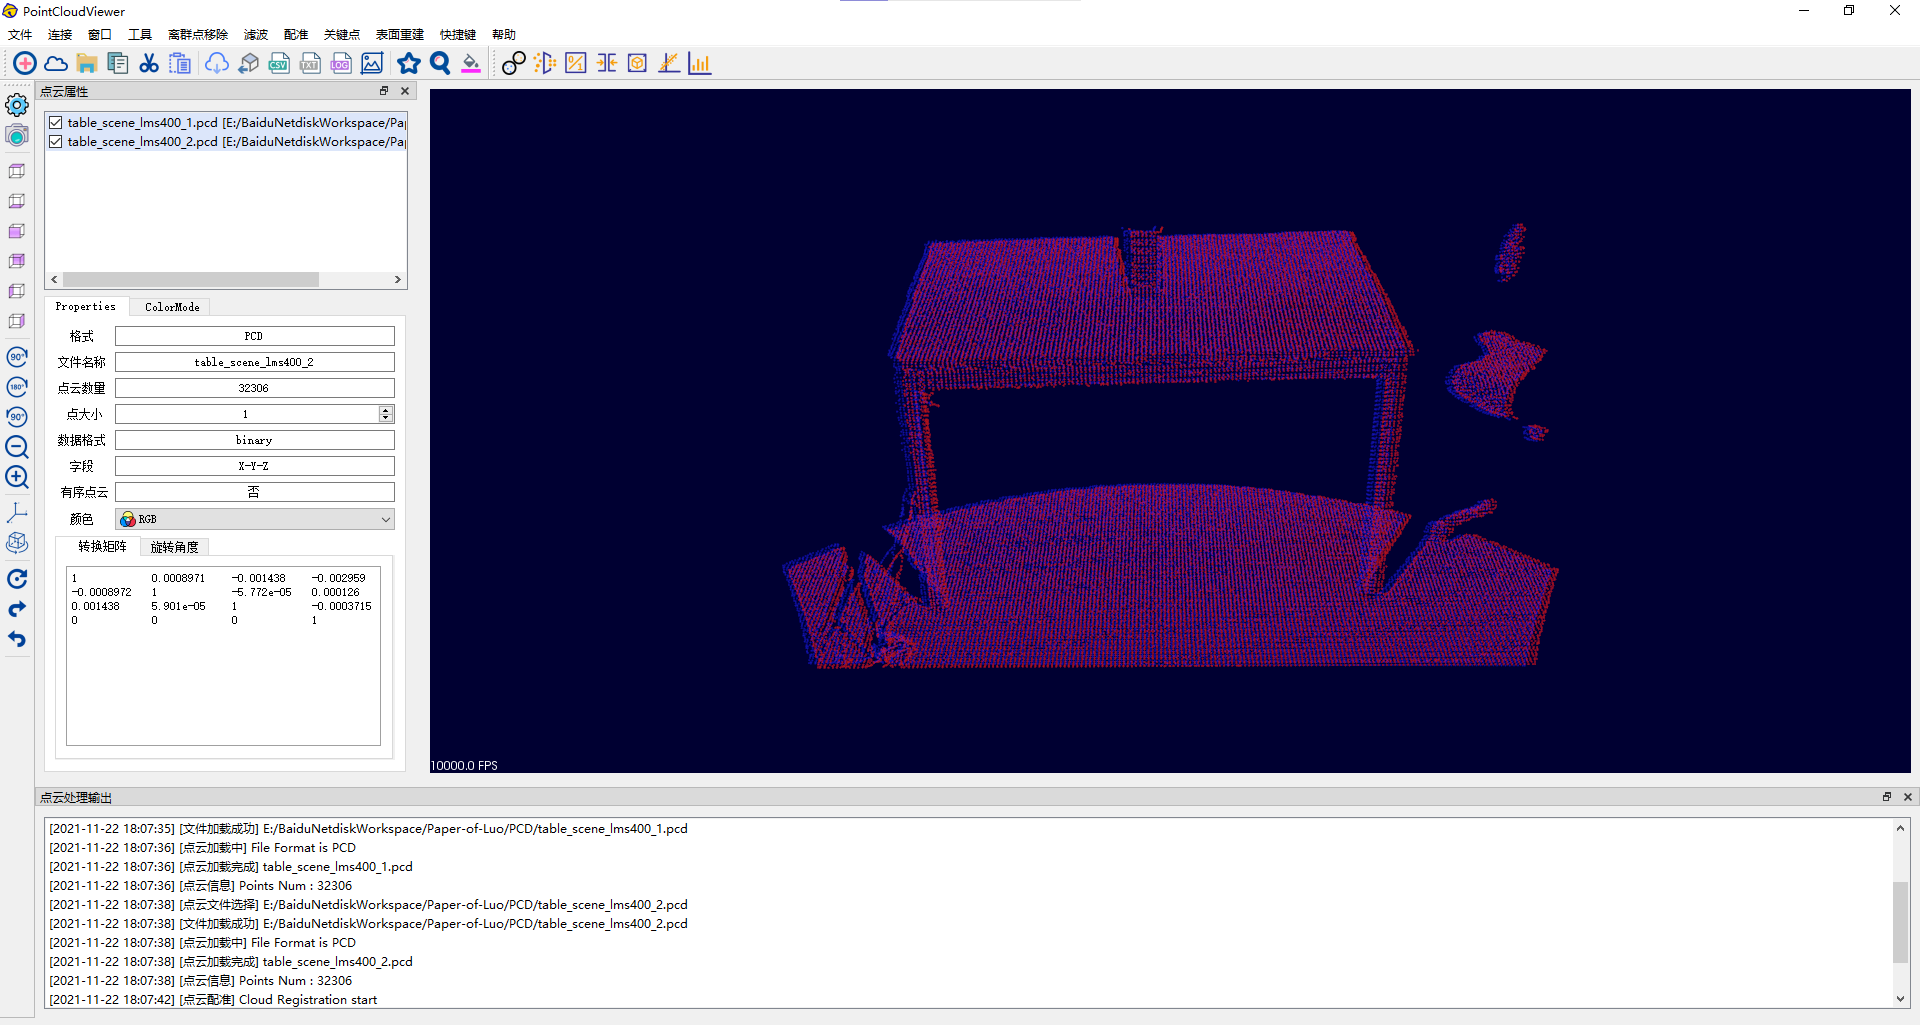 PointCloudViewer
文件 连接 窗口 工具 离群点移除 滤波 配准 关键点 表面重建 快捷键 帮助
CSV TXT LOG
点云属性
table_scene_lms400_1.pcd [E:/BaiduNetdiskWorkspace/Pap
table_scene_lms400_2.pcd [E:/BaiduNetdiskWorkspace/Pap
Properties ColorMode
格式 PCD
文件名称 table_scene_lms400_2
点云数量 32306
点大小 1
数据格式 binary
字段 X-Y-Z
有序点云 否
颜色 RGB
转换矩阵 旋转角度
1 0.0008971 -0.001438 -0.002959
-0.0008972 1 -5.772e-05 0.000126
0.001438 5.901e-05 1 -0.0003715
0 0 0 1
90°
180°
90°
10000.0 FPS
点云处理输出
[2021-11-22 18:07:35] [文件加载成功] E:/BaiduNetdiskWorkspace/Paper-of-Luo/PCD/table_scene_lms400_1.pcd
[2021-11-22 18:07:36] [点云加载中] File Format is PCD
[2021-11-22 18:07:36] [点云加载完成] table_scene_lms400_1.pcd
[2021-11-22 18:07:36] [点云信息] Points Num : 32306
[2021-11-22 18:07:38] [点云文件选择] E:/BaiduNetdiskWorkspace/Paper-of-Luo/PCD/table_scene_lms400_2.pcd
[2021-11-22 18:07:38] [文件加载成功] E:/BaiduNetdiskWorkspace/Paper-of-Luo/PCD/table_scene_lms400_2.pcd
[2021-11-22 18:07:38] [点云加载中] File Format is PCD
[2021-11-22 18:07:38] [点云加载完成] table_scene_lms400_2.pcd
[2021-11-22 18:07:38] [点云信息] Points Num : 32306
[2021-11-22 18:07:42] [点云配准] Cloud Registration start